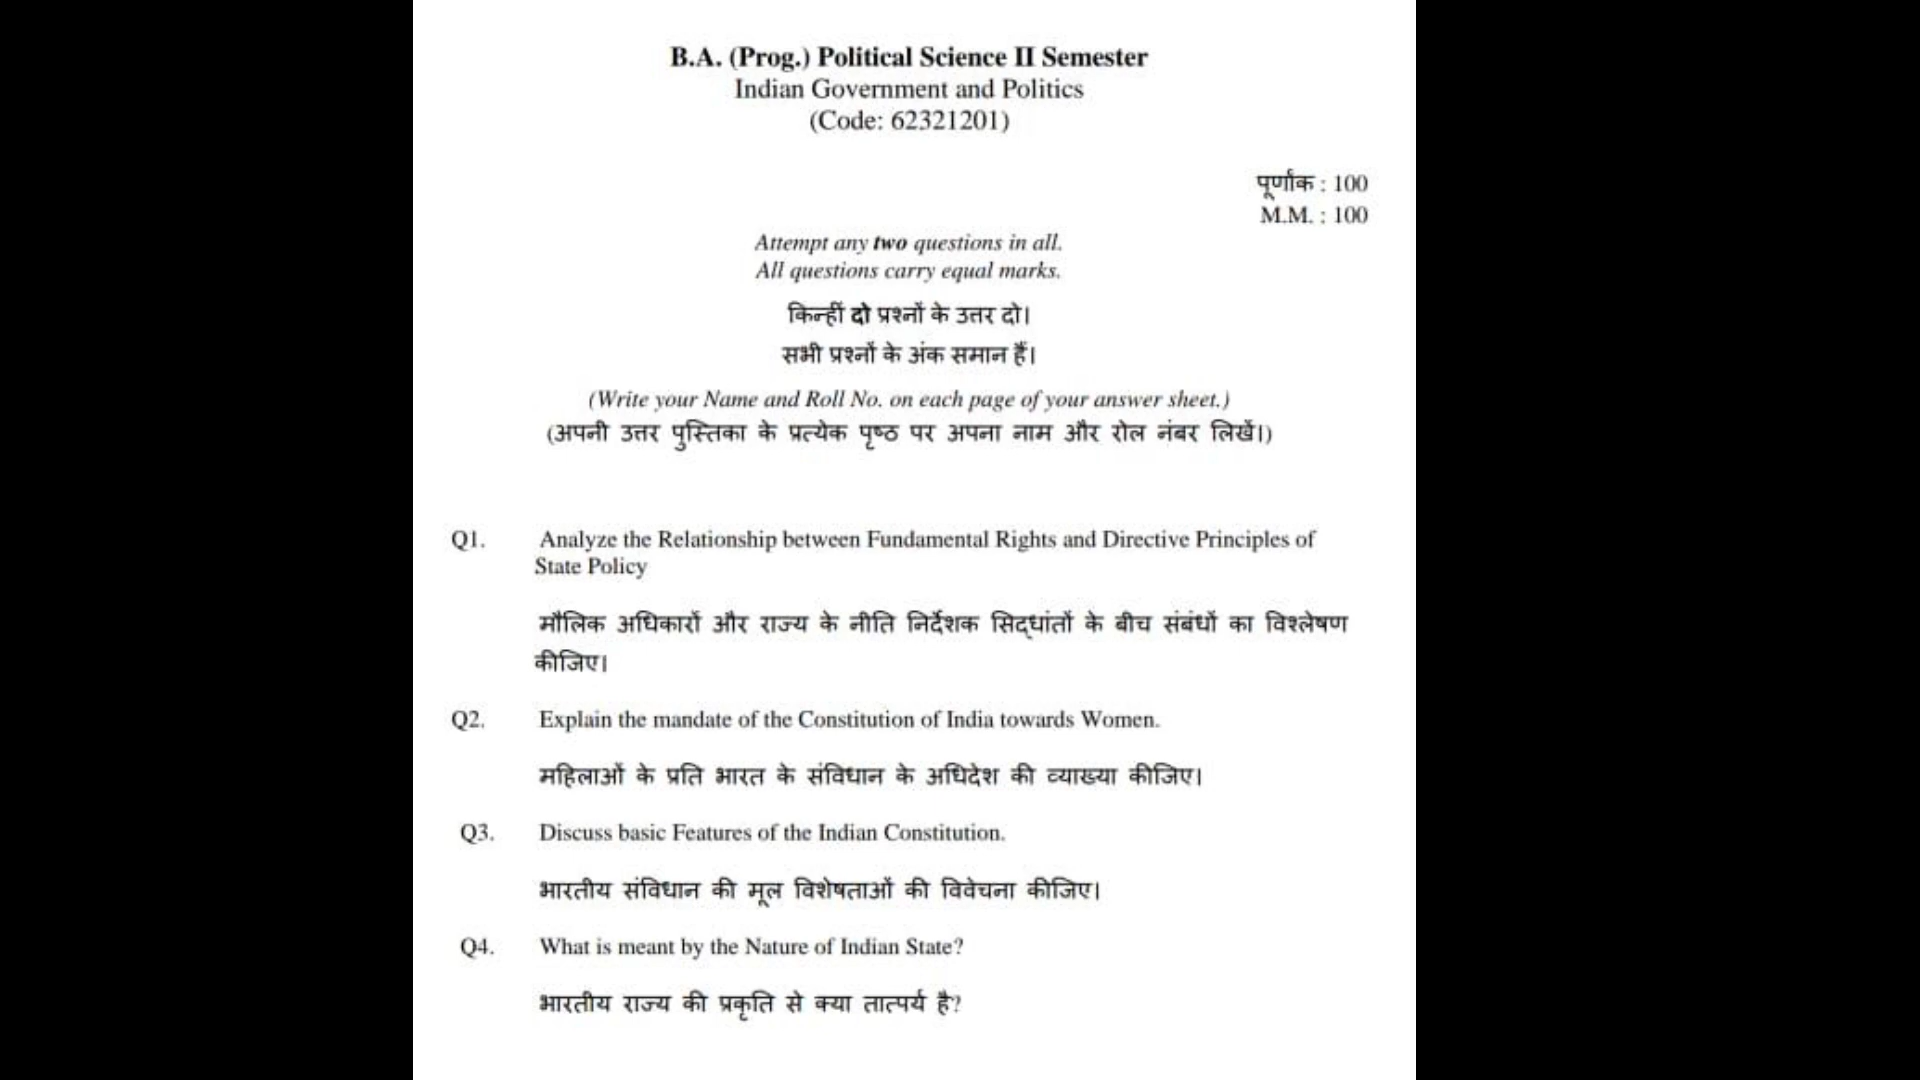 B.A. (Prog.) Political Science II Semester
Indian Government and Politics
(Code: 62321201)
पूर्णांक : 100
M.M. : 100
Attempt any two questions in all.
All questions carry equal marks.
किन्हीं दो प्रश्नों के उत्तर दो।
सभी प्रश्नों के अंक समान हैं।
(Write your Name and Roll No. on each page of your answer sheet.)
(अपनी उत्तर पुस्तिका के प्रत्येक पृष्ठ पर अपना नाम और रोल नंबर लिखें।)
Q1. Analyze the Relationship between Fundamental Rights and Directive Principles of
State Policy
मौलिक अधिकारों और राज्य के नीति निर्देशक सिद्धांतों के बीच संबंधों का विश्लेषण
कीजिए।
Q2. Explain the mandate of the Constitution of India towards Women.
महिलाओं के प्रति भारत के संविधान के अधिदेश की व्याख्या कीजिए।
Q3. Discuss basic Features of the Indian Constitution.
भारतीय संविधान की मूल विशेषताओं की विवेचना कीजिए।
Q4. What is meant by the Nature of Indian State?
भारतीय राज्य की प्रकृति से क्या तात्पर्य है?